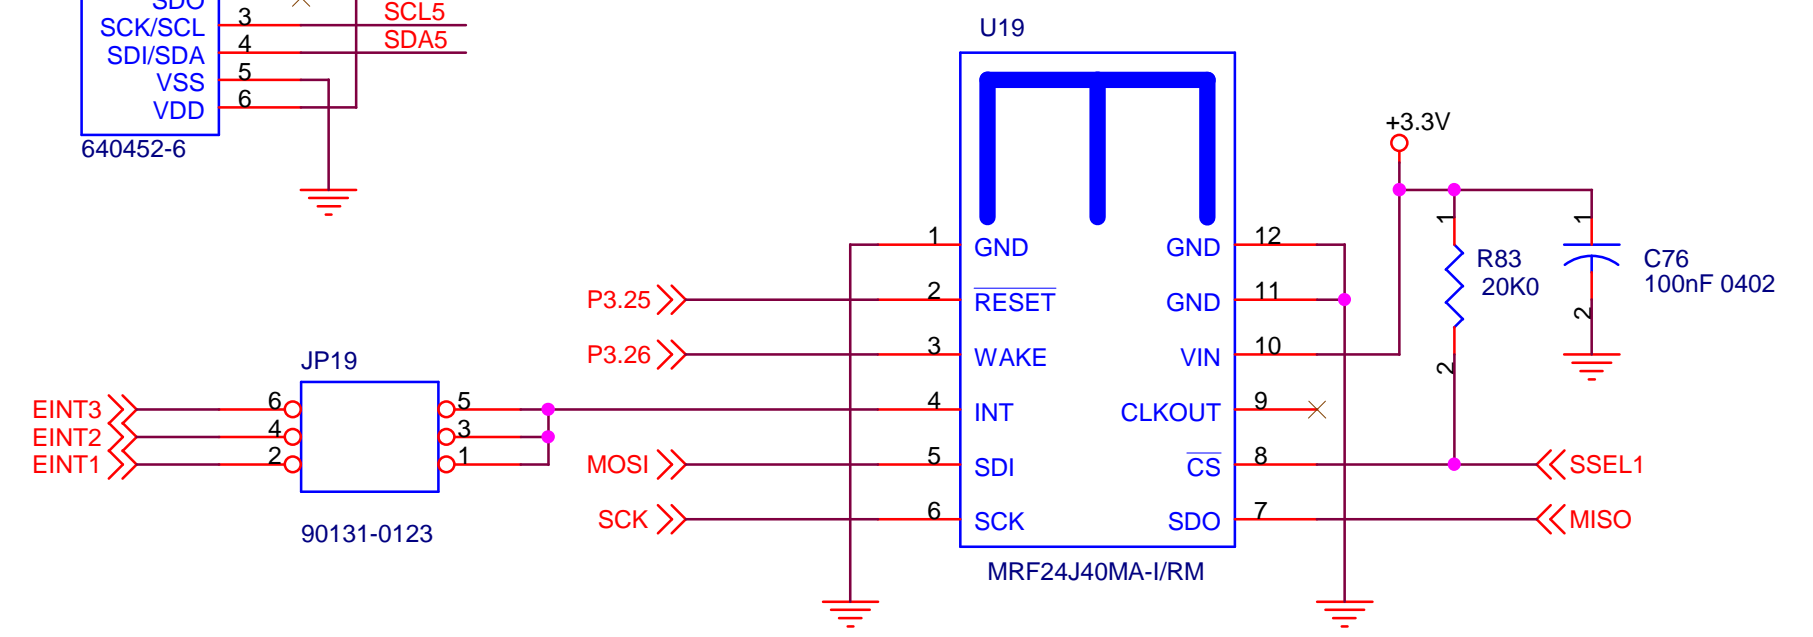 SDO
SCK/SCL 3 SCL5
SDI/SDA 4 SDA5
VSS 5
VDD 6
640452-6
U19
+3.3V
1 GND GND 12
P3.25 2 RESET GND 11
P3.26 3 WAKE VIN 10
1
R83
20K0
2
1
C76
100nF 0402
2
JP19
EINT3 6 5
EINT2 4 3
EINT1 2 1
90131-0123
4 INT CLKOUT 9
MOSI 5 SDI CS 8 SSEL1
SCK 6 SCK SDO 7 MISO
MRF24J40MA-I/RM